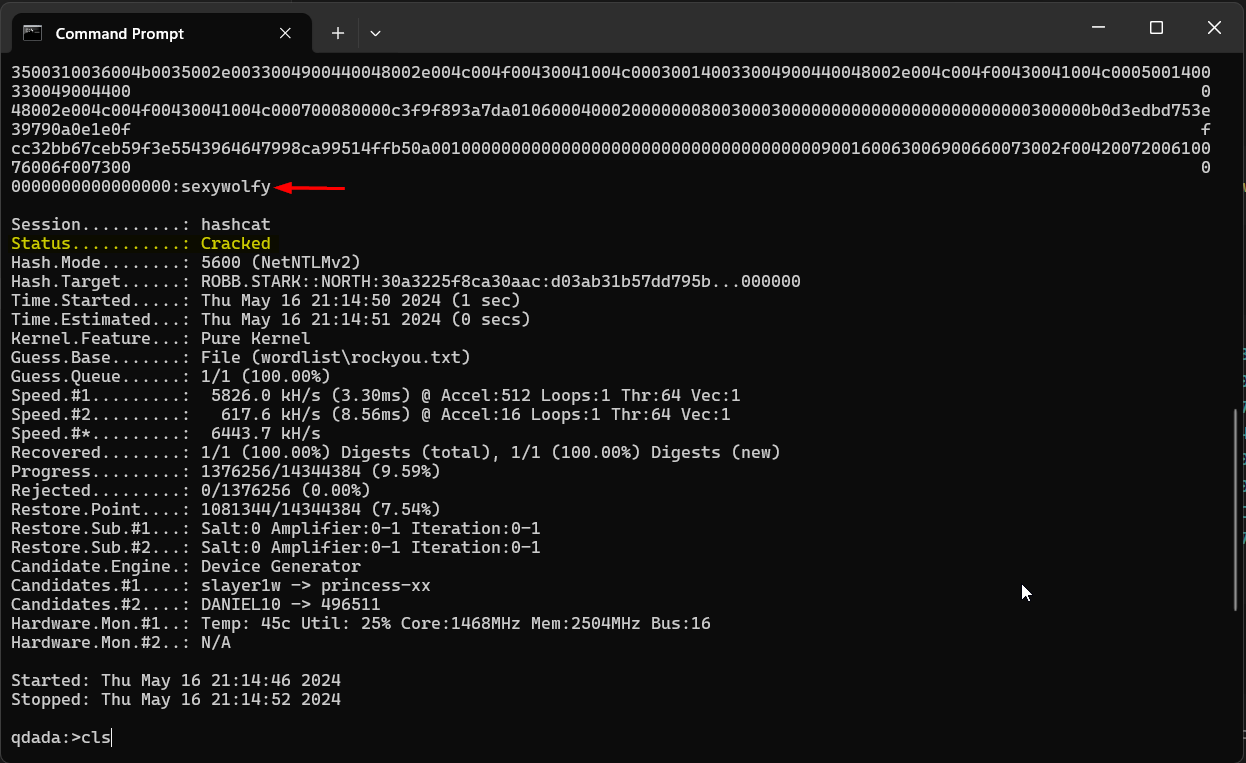 Command Prompt
3500310036004b0035002e00330049004400480​02e004c004f00430041004c000300140033004900440048002e004c004f00430041004c0005001400
330049004400 0
48002e004c004f00430041004c000700080000c3f9f893a7da01060004000200000008003000300000000000000000000000000300000b0d3edbd753e
39790a0e1e0f f
cc32bb67ceb59f3e5543964647998ca99514ffb50a001000000000000000000000000000000000000900160063006900660073002f00420072006100
76006f007300 0
0000000000000000:sexywolfy
Session..........: hashcat
Status...........: Cracked
Hash.Mode........: 5600 (NetNTLMv2)
Hash.Target......: ROBB.STARK::NORTH:30a3225f8ca30aac:d03ab31b57dd795b...000000
Time.Started.....: Thu May 16 21:14:50 2024 (1 sec)
Time.Estimated...: Thu May 16 21:14:51 2024 (0 secs)
Kernel.Feature...: Pure Kernel
Guess.Base.......: File (wordlist\rockyou.txt)
Guess.Queue......: 1/1 (100.00%)
Speed.#1.........:  5826.0 kH/s (3.30ms) @ Accel:512 Loops:1 Thr:64 Vec:1
Speed.#2.........:   617.6 kH/s (8.56ms) @ Accel:16 Loops:1 Thr:64 Vec:1
Speed.#*.........:  6443.7 kH/s
Recovered........: 1/1 (100.00%) Digests (total), 1/1 (100.00%) Digests (new)
Progress.........: 1376256/14344384 (9.59%)
Rejected.........: 0/1376256 (0.00%)
Restore.Point....: 1081344/14344384 (7.54%)
Restore.Sub.#1...: Salt:0 Amplifier:0-1 Iteration:0-1
Restore.Sub.#2...: Salt:0 Amplifier:0-1 Iteration:0-1
Candidate.Engine.: Device Generator
Candidates.#1....: slayer1w -> princess-xx
Candidates.#2....: DANIEL10 -> 496511
Hardware.Mon.#1..: Temp: 45c Util: 25% Core:1468MHz Mem:2504MHz Bus:16
Hardware.Mon.#2..: N/A
Started: Thu May 16 21:14:46 2024
Stopped: Thu May 16 21:14:52 2024
qdada:>cls